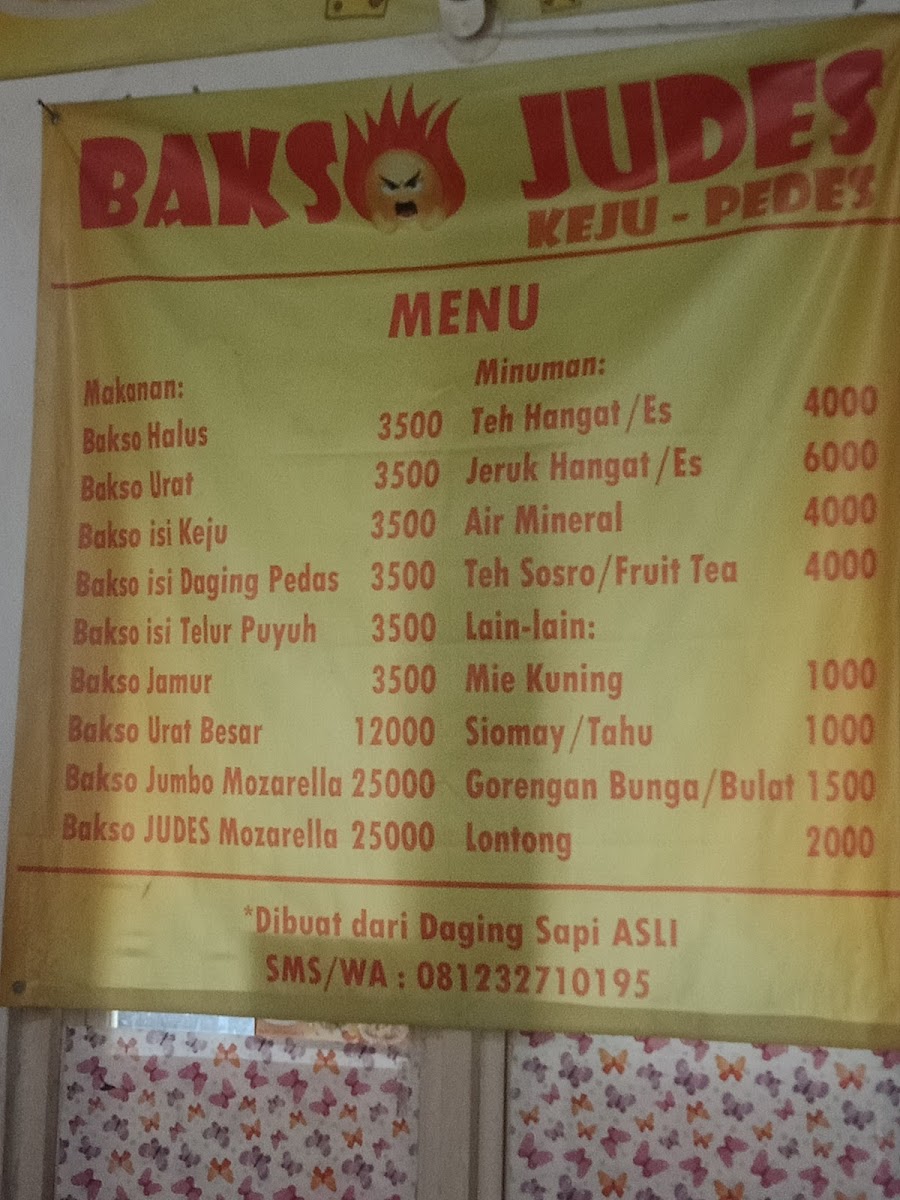 BAKSO JUDES
KEJU - PEDES
MENU
Makanan:
Bakso Halus 3500
Bakso Urat 3500
Bakso isi Keju 3500
Bakso isi Daging Pedas 3500
Bakso isi Telur Puyuh 3500
Bakso Jamur 3500
Bakso Urat Besar 12000
Bakso Jumbo Mozarella 25000
Bakso JUDES Mozarella 25000
Minuman:
Teh Hangat/Es 4000
Jeruk Hangat/Es 6000
Air Mineral 4000
Teh Sosro/Fruit Tea 4000
Lain-lain:
Mie Kuning 1000
Siomay/Tahu 1000
Gorengan Bunga/Bulat 1500
Lontong 2000
*Dibuat dari Daging Sapi ASLI
SMS/WA : 081232710195